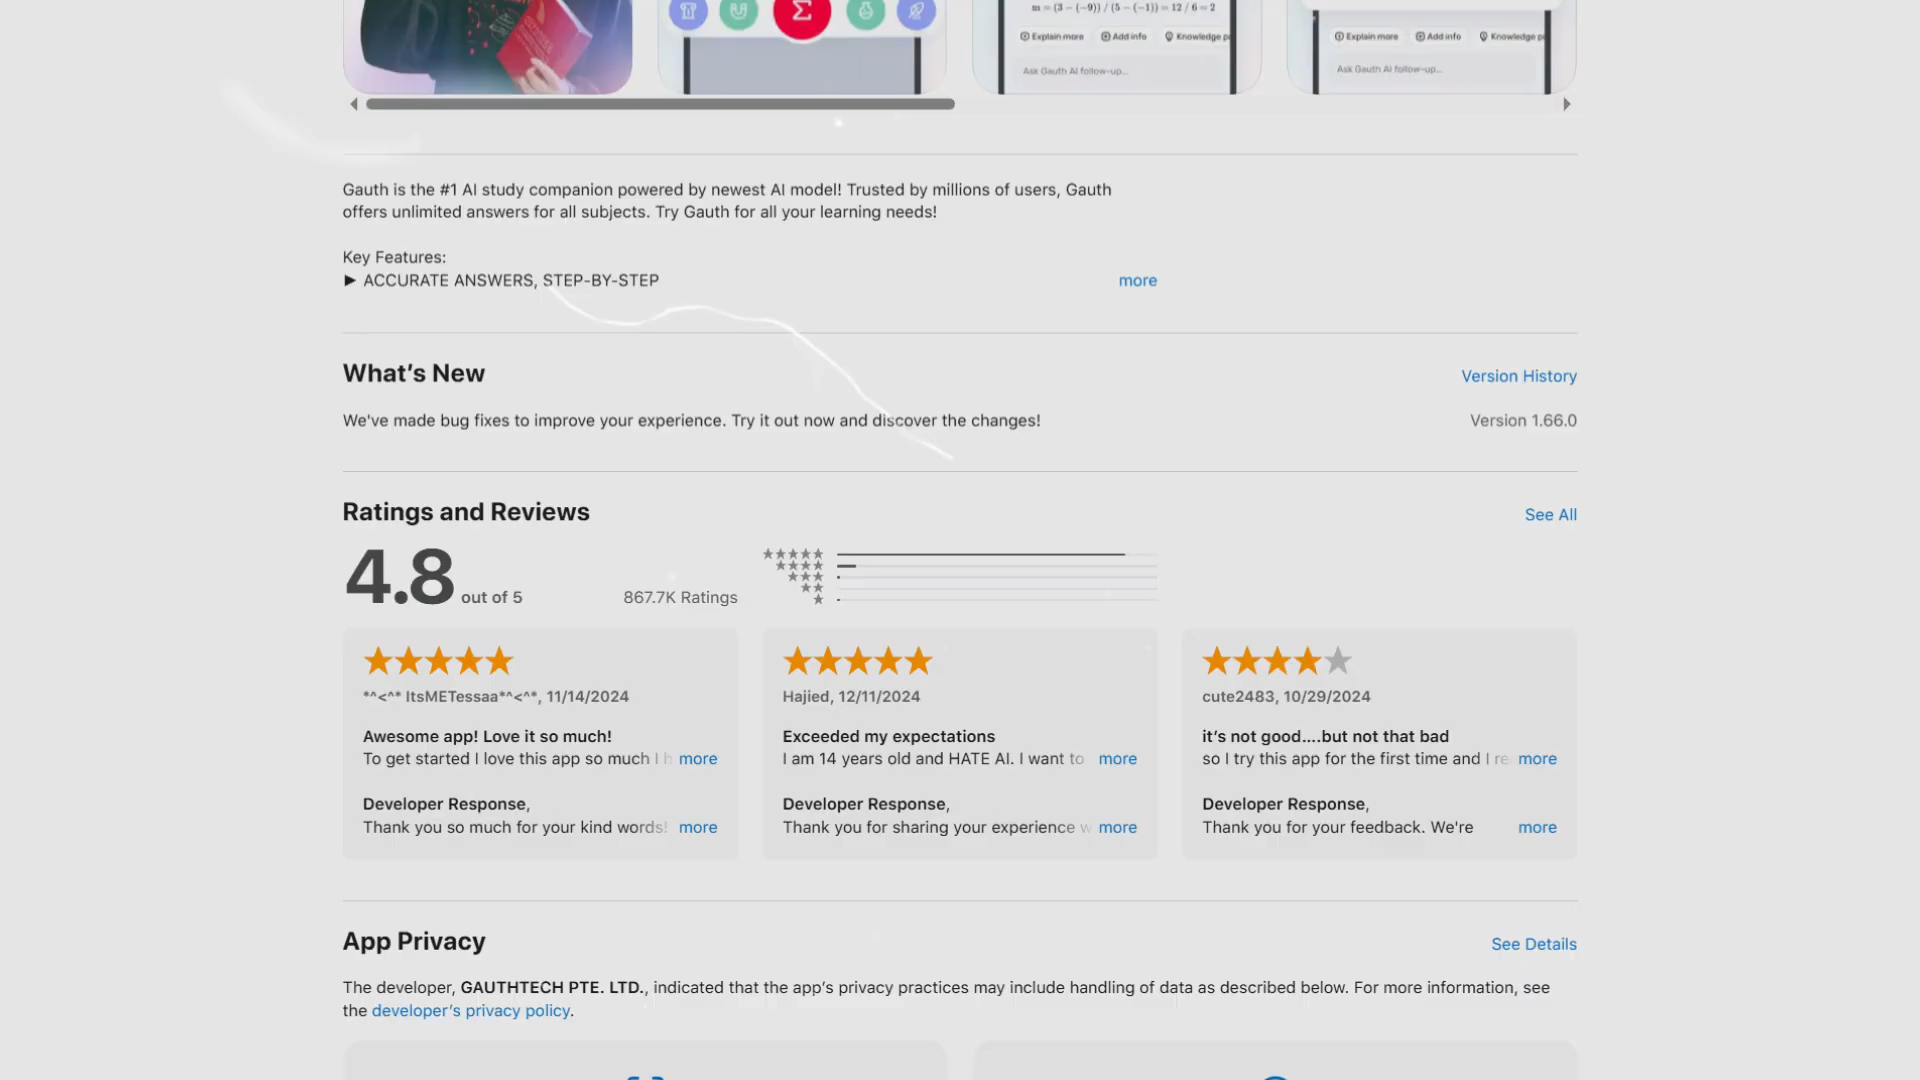 m = (3 − (−9)) / (5 − (−1)) = 12 / 6 = 2
Explain more Add info Knowledge
Ask Gauth AI follow-up...
Explain more Add info Knowledge
Ask Gauth AI follow-up...
Gauth is the #1 AI study companion powered by newest AI model! Trusted by millions of users, Gauth
offers unlimited answers for all subjects. Try Gauth for all your learning needs!
Key Features:
► ACCURATE ANSWERS, STEP-BY-STEP more
What's New Version History
We've made bug fixes to improve your experience. Try it out now and discover the changes! Version 1.66.0
Ratings and Reviews See All
4.8 out of 5 867.7K Ratings
*^<^* ItsMETessaa*^<^*, 11/14/2024
Awesome app! Love it so much!
To get started I love this app so much I more
Developer Response,
Thank you so much for your kind words! more
Hajied, 12/11/2024
Exceeded my expectations
I am 14 years old and HATE AI. I want to more
Developer Response,
Thank you for sharing your experience more
cute2483, 10/29/2024
it's not good....but not that bad
so I try this app for the first time and I more
Developer Response,
Thank you for your feedback. We're more
App Privacy See Details
The developer, GAUTHTECH PTE. LTD., indicated that the app's privacy practices may include handling of data as described below. For more information, see
the developer's privacy policy.